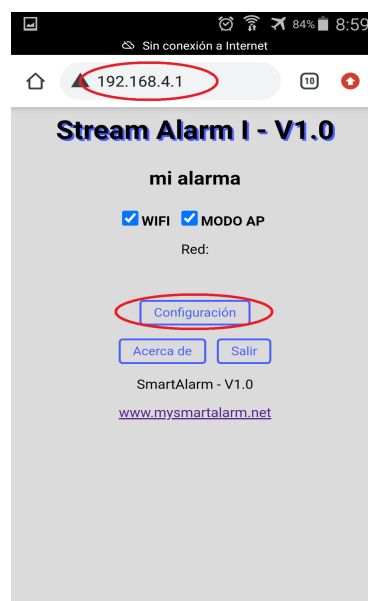 84% 8:59
Sin conexión a Internet
192.168.4.1 10
Stream Alarm I - V1.0
mi alarma
WIFI MODO AP
Red:
Configuración
Acerca de Salir
SmartAlarm - V1.0
www.mysmartalarm.net